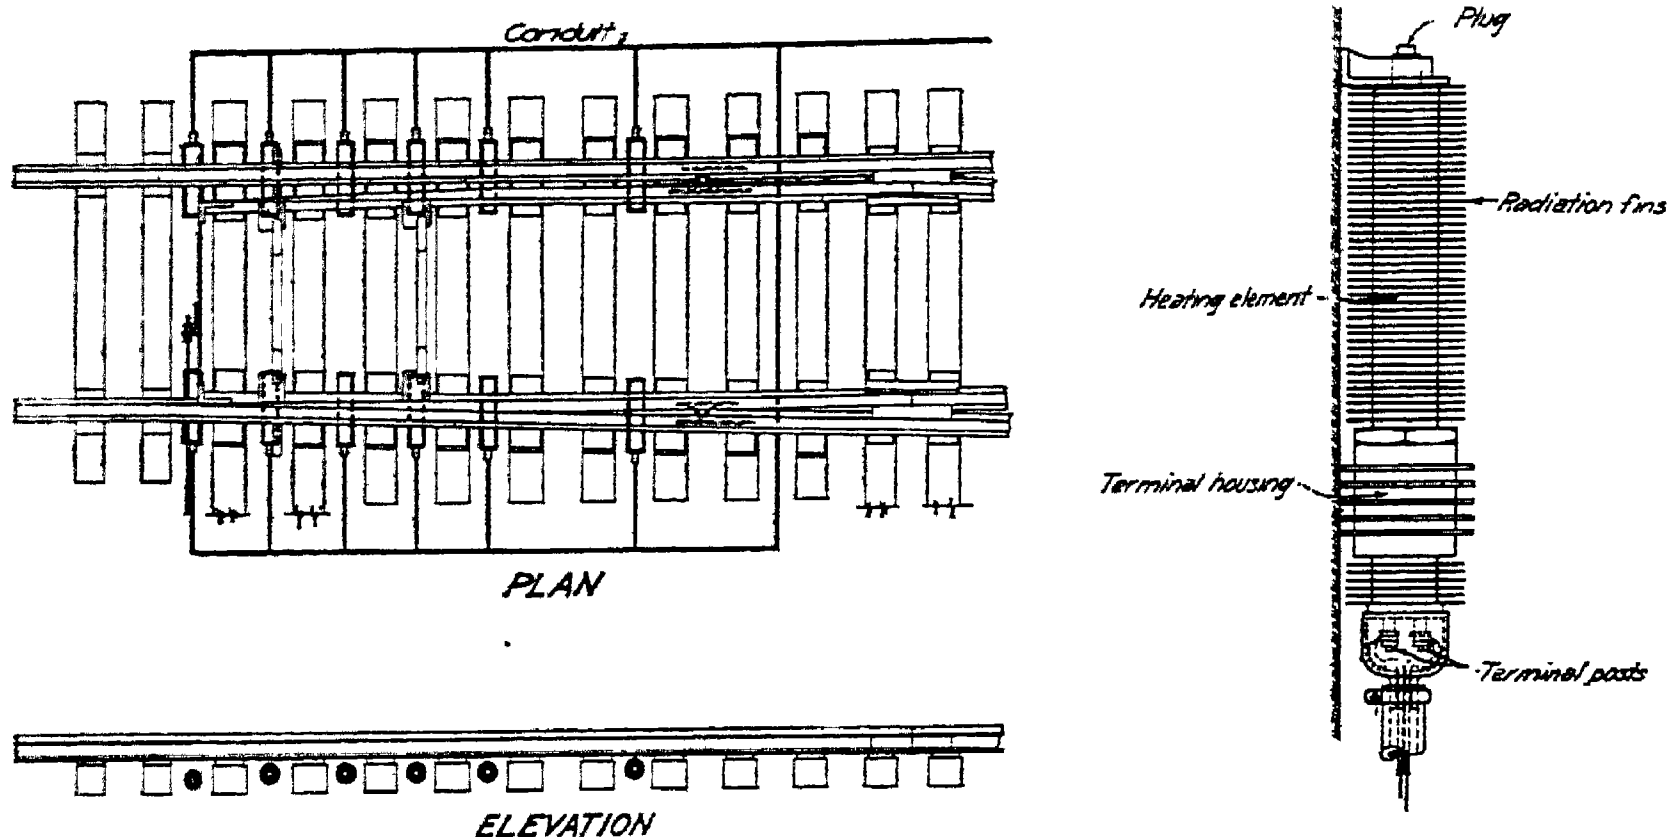 Conduit
Plug
Radiation fins
Heating element
Terminal housing
PLAN
Terminal posts
ELEVATION